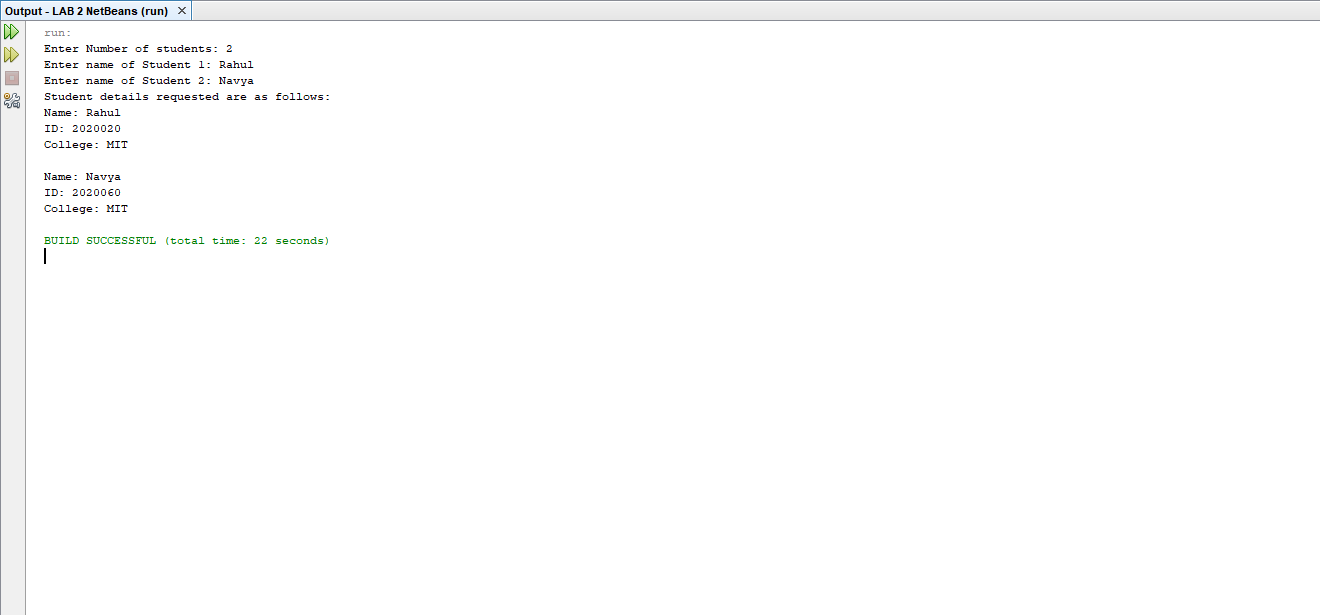 Output - LAB 2 NetBeans (run)
run:
Enter Number of students: 2
Enter name of Student 1: Rahul
Enter name of Student 2: Navya
Student details requested are as follows:
Name: Rahul
ID: 2020020
College: MIT
Name: Navya
ID: 2020060
College: MIT
BUILD SUCCESSFUL (total time: 22 seconds)